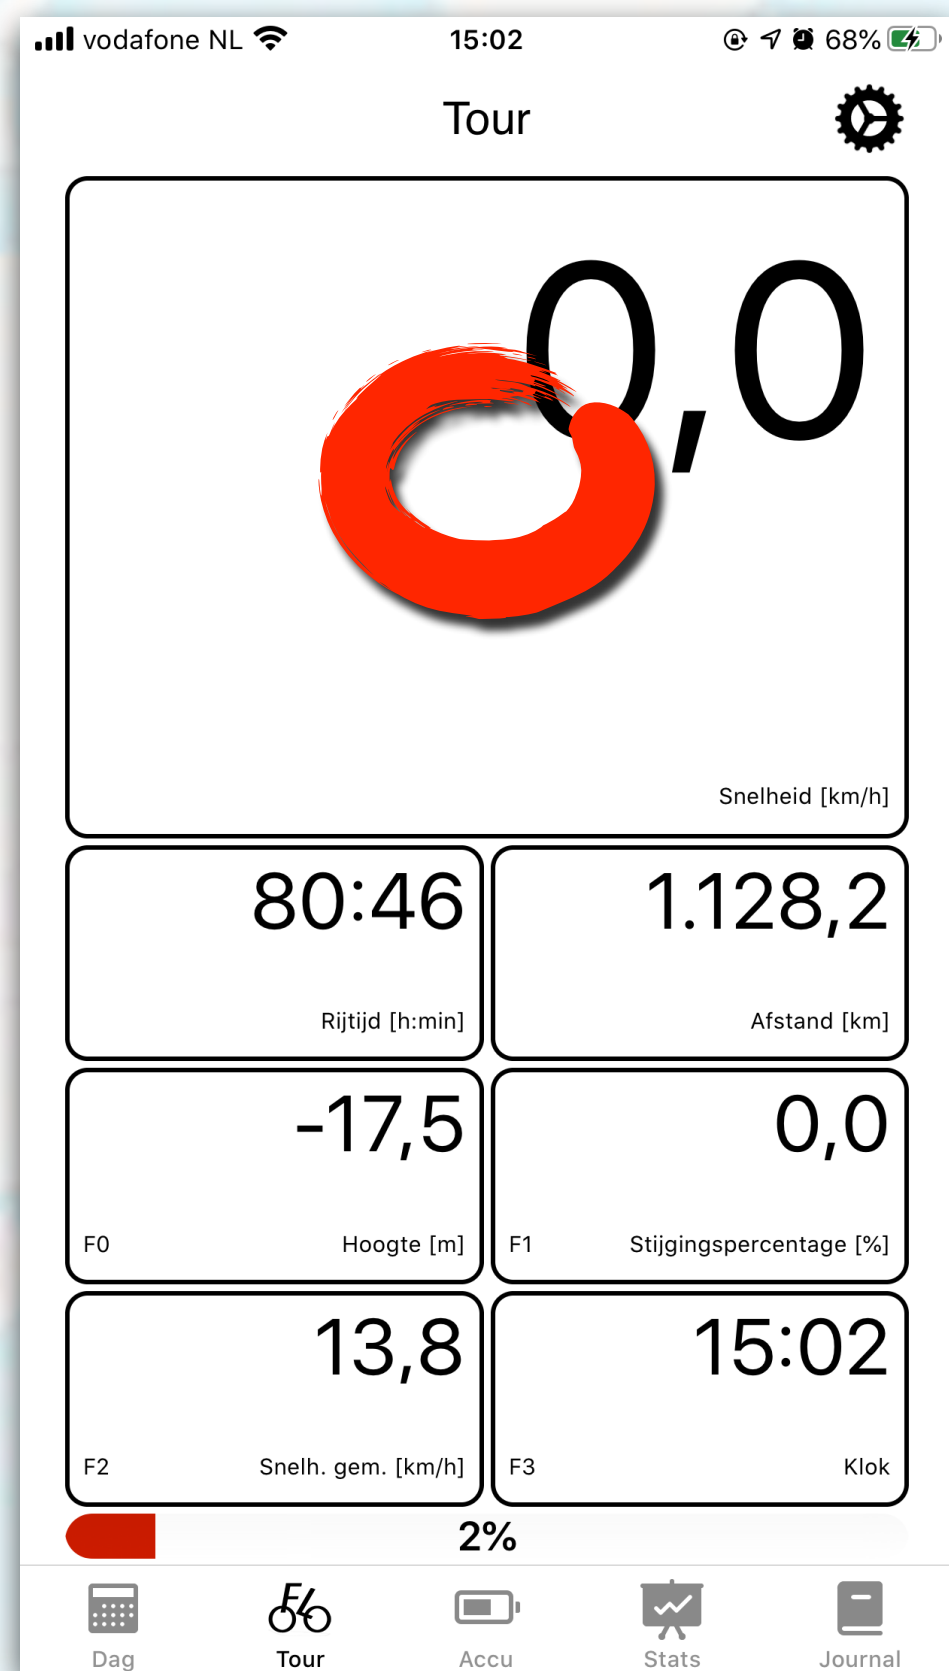 vodafone NL 15:02 68%
Tour
0,0
Snelheid [km/h]
80:46 1.128,2
Rijtijd [h:min] Afstand [km]
-17,5 0,0
F0 Hoogte [m] F1 Stijgingspercentage [%]
13,8 15:02
F2 Snelh. gem. [km/h] F3 Klok
2%
Dag Tour Accu Stats Journal